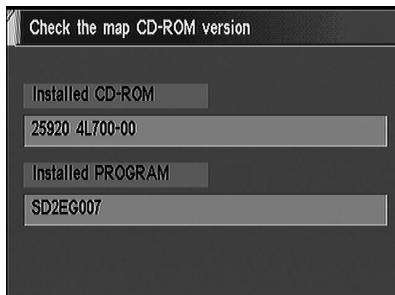 Check the map CD-ROM version
Installed CD-ROM
25920 4L700-00
Installed PROGRAM
SD2EG007